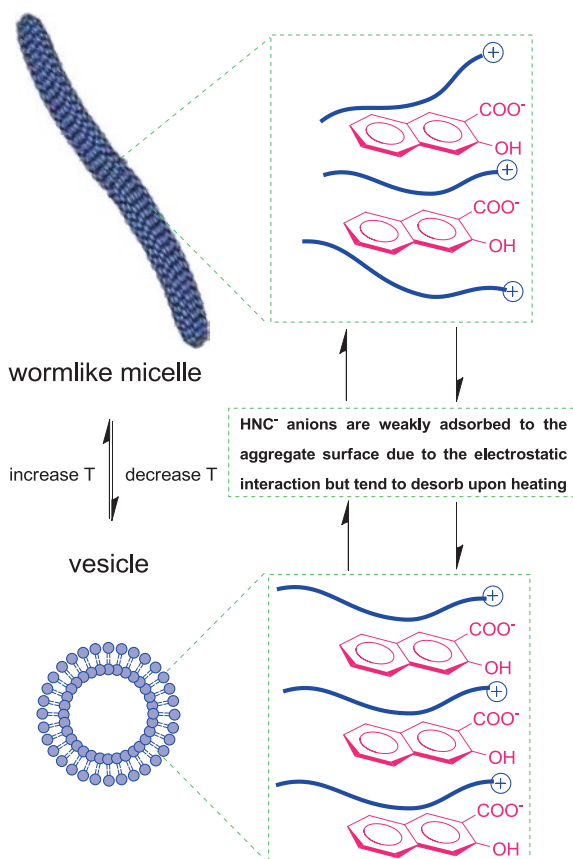 ⊕
COO⁻
OH
⊕
COO⁻
OH
⊕
wormlike micelle
HNC⁻ anions are weakly adsorbed to the
aggregate surface due to the electrostatic
interaction but tend to desorb upon heating
increase T
decrease T
vesicle
⊕
COO⁻
OH
⊕
COO⁻
OH
⊕
COO⁻
OH